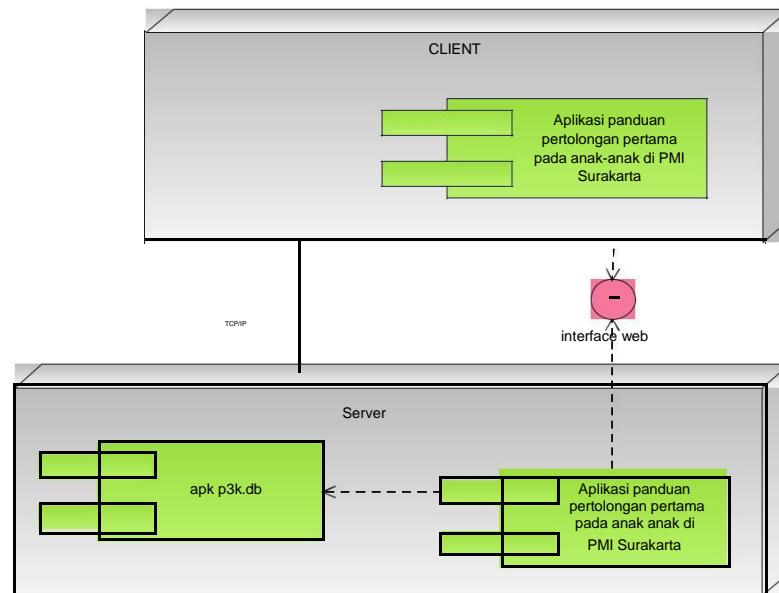 CLIENT
Aplikasi panduan
pertolongan pertama
pada anak-anak di PMI
Surakarta
TCP/IP
interface web
Server
apk p3k.db
Aplikasi panduan
pertolongan pertama
pada anak anak di
PMI Surakarta